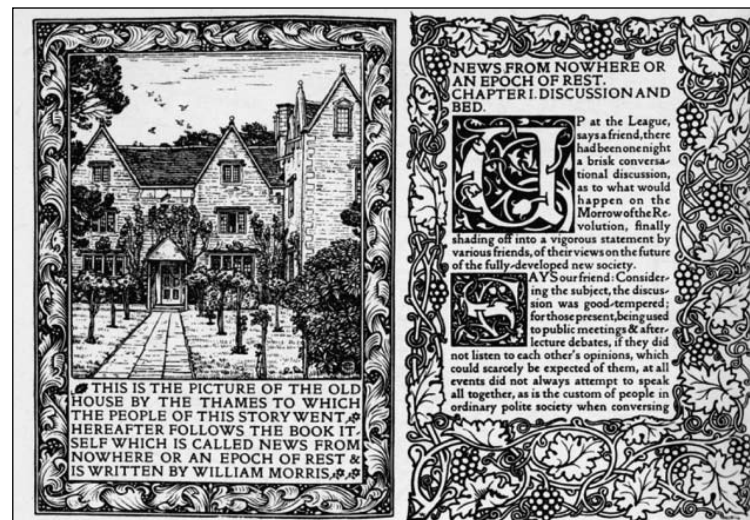 THIS IS THE PICTURE OF THE OLD
HOUSE BY THE THAMES TO WHICH
THE PEOPLE OF THIS STORY WENT
HEREAFTER FOLLOWS THE BOOK IT-
SELF WHICH IS CALLED NEWS FROM
NOWHERE OR AN EPOCH OF REST &
IS WRITTEN BY WILLIAM MORRIS
NEWS FROM NOWHERE OR
AN EPOCH OF REST.
CHAPTER I. DISCUSSION AND
BED.
UP at the League,
says a friend, there
had been one night
a brisk conversa-
tional discussion,
as to what would
happen on the
Morrow of the Re-
volution, finally
shading off into a vigorous statement by
various friends, of their views on the future
of the fully-developed new society.
SAYS our friend: Consider-
ing the subject, the discus-
sion was good-tempered;
for those present, being used
to public meetings & after-
lecture debates, if they did
not listen to each other's opinions, which
could scarcely be expected of them, at all
events did not always attempt to speak
all together, as is the custom of people in
ordinary polite society when conversing